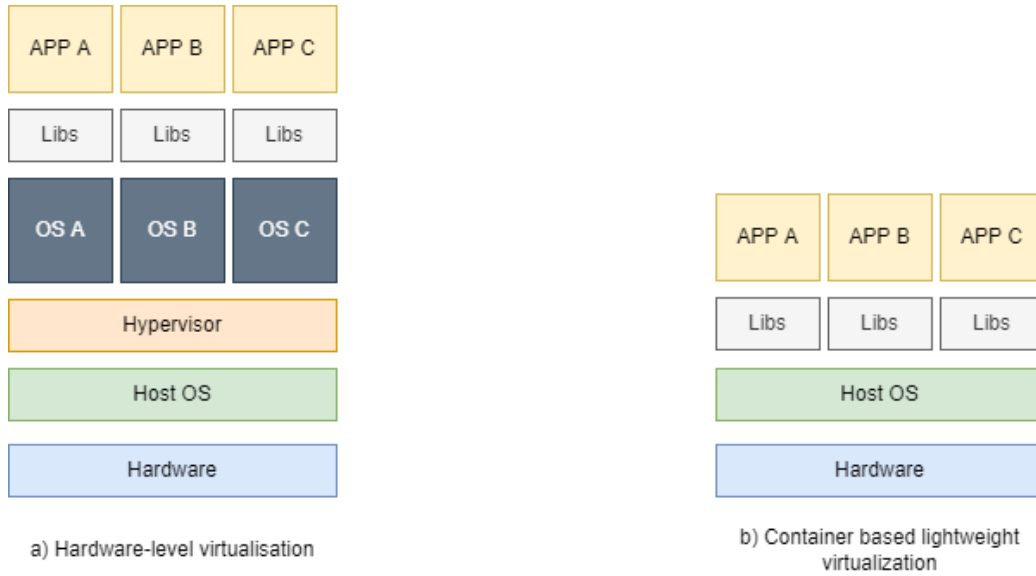 APP A APP B APP C
Libs Libs Libs
OS A OS B OS C
Hypervisor
Host OS
Hardware
a) Hardware-level virtualisation
APP A APP B APP C
Libs Libs Libs
Host OS
Hardware
b) Container based lightweight
virtualization